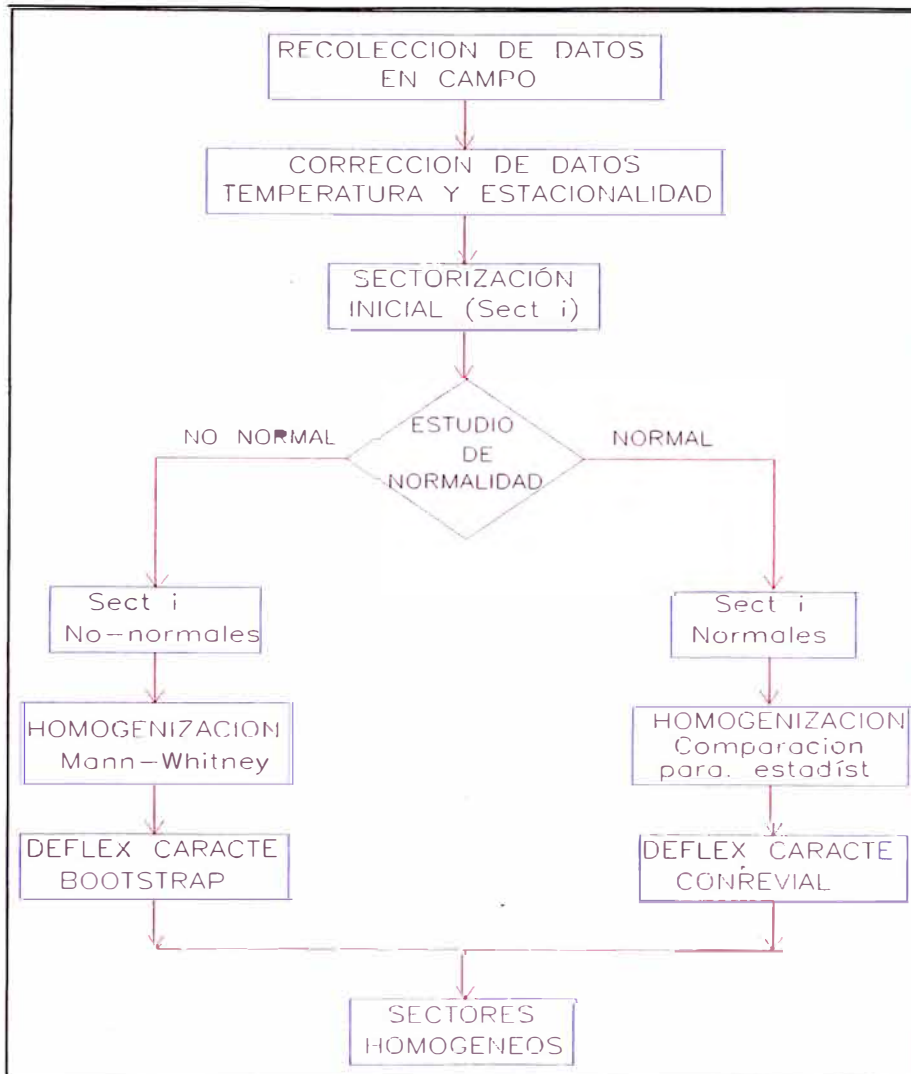 RECOLECCION DE DATOS
EN CAMPO
CORRECCION DE DATOS
TEMPERATURA Y ESTACIONALIDAD
SECTORIZACIÓN
INICIAL (Sect i)
ESTUDIO
DE
NORMALIDAD
NO NORMAL
NORMAL
Sect i
No-normales
Sect i
Normales
HOMOGENIZACION
Mann-Whitney
HOMOGENIZACION
Comparacion
para. estadíst
DEFLEX CARACTE
BOOTSTRAP
DEFLEX CARACTE
CONREVIAL
SECTORES
HOMOGENEOS